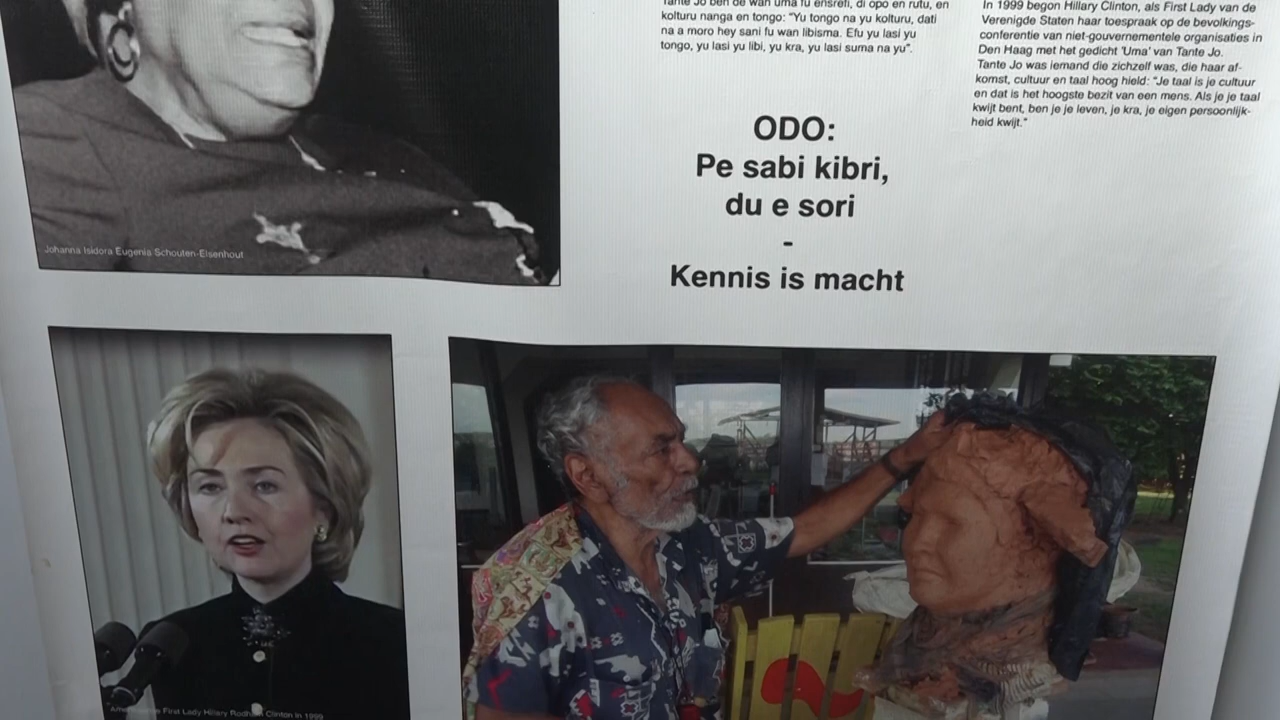 Tante Jo ben de wan uma fu ensrefi, di opo en rutu, en
kolturu nanga en tongo: "Yu tongo na yu kolturu, dati
na a moro hey sani fu wan libisma. Efu yu lasi yu
tongo, yu lasi yu libi, yu kra, yu lasi suma na yu".
In 1999 begon Hillary Clinton, als First Lady van de
Verenigde Staten haar toespraak op de bevolkings-
conferentie van niet-gouvernementele organisaties in
Den Haag met het gedicht 'Uma' van Tante Jo.
Tante Jo was iemand die zichzelf was, die haar af-
komst, cultuur en taal hoog hield: "Je taal is je cultuur
en dat is het hoogste bezit van een mens. Als je je taal
kwijt bent, ben je je leven, je kra, je eigen persoonlijk-
heid kwijt."
ODO:
Pe sabi kibri,
du e sori
-
Kennis is macht
Johanna Isidora Eugenia Schouten-Elsenhout
First Lady Hillary Rodham Clinton in 1999